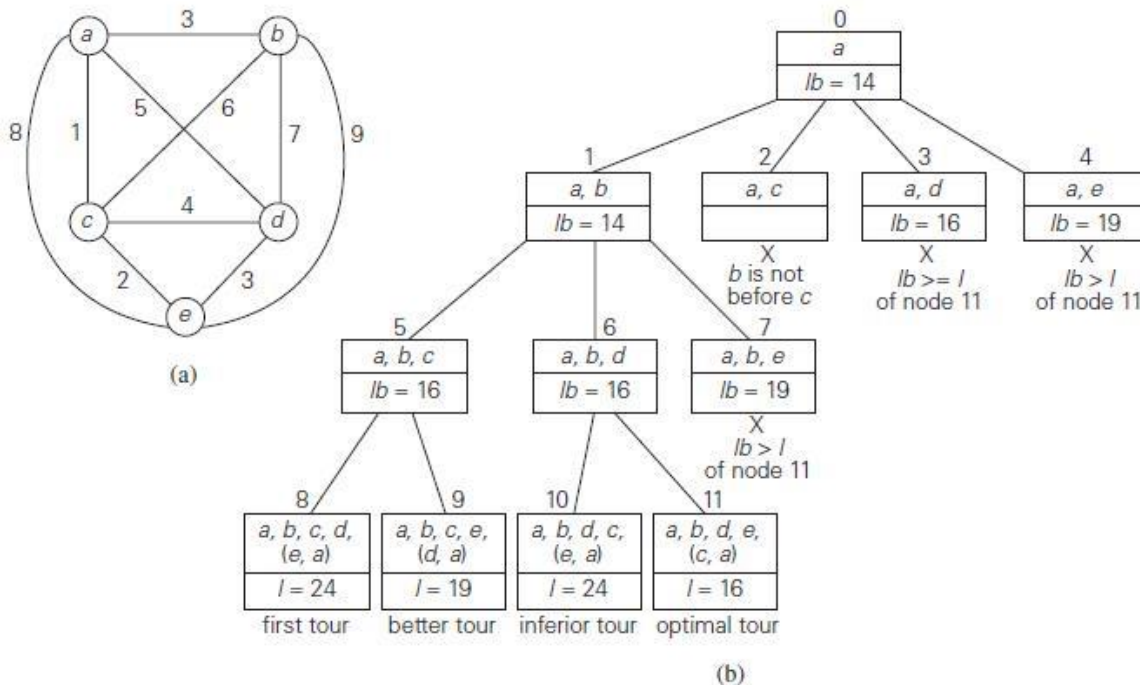 3
a
b
8
5
6
9
1
7
c
4
d
2
3
e
(a)
0
a
lb = 14
1
2
3
4
a, b
a, c
a, d
a, e
lb = 14
lb = 16
lb = 19
X
X
X
b is not
before c
lb >= l
of node 11
lb > l
of node 11
5
6
7
a, b, c
a, b, d
a, b, e
lb = 16
lb = 16
lb = 19
X
lb > l
of node 11
8
9
10
11
a, b, c, d,
(e, a)
a, b, c, e,
(d, a)
a, b, d, c,
(e, a)
a, b, d, e,
(c, a)
l = 24
l = 19
l = 24
l = 16
first tour
better tour
inferior tour
optimal tour
(b)